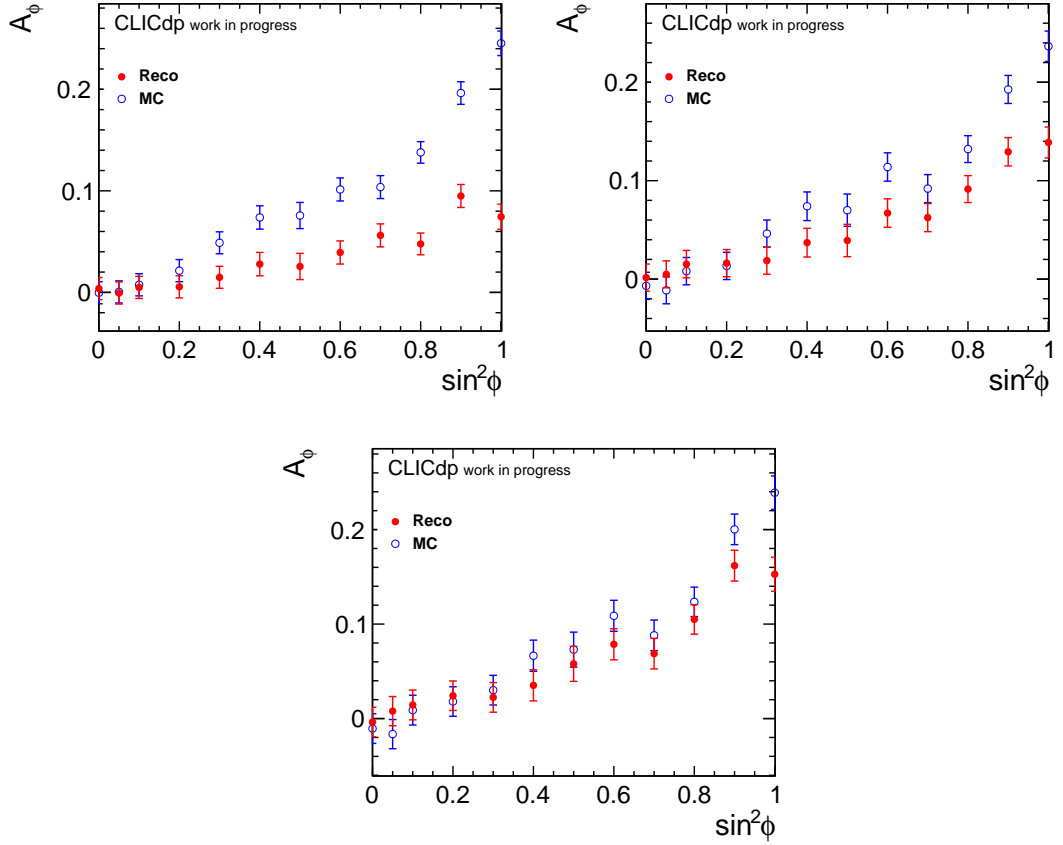 A_ϕ
CLICdp work in progress
Reco
MC
0.2
0.1
0
0 0.2 0.4 0.6 0.8 1
sin²ϕ
A_ϕ
CLICdp work in progress
Reco
MC
0.2
0.1
0
0 0.2 0.4 0.6 0.8 1
sin²ϕ
A_ϕ
CLICdp work in progress
Reco
MC
0.2
0.1
0
0 0.2 0.4 0.6 0.8 1
sin²ϕ